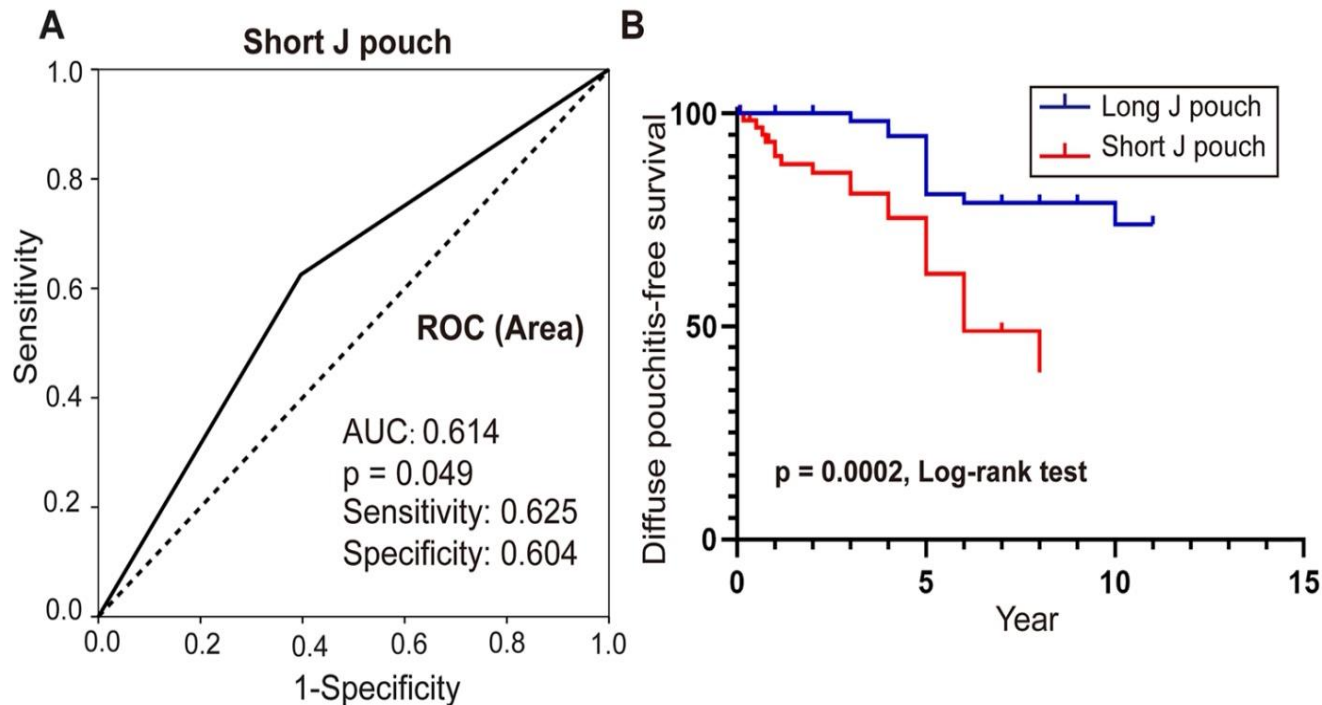 A
Short J pouch
1.0
0.8
0.6
0.4
0.2
0.0
Sensitivity
ROC (Area)
AUC: 0.614
p = 0.049
Sensitivity: 0.625
Specificity: 0.604
0.0 0.2 0.4 0.6 0.8 1.0
1-Specificity
B
Long J pouch
Short J pouch
100
50
0
Diffuse pouchitis-free survival
p = 0.0002, Log-rank test
0 5 10 15
Year